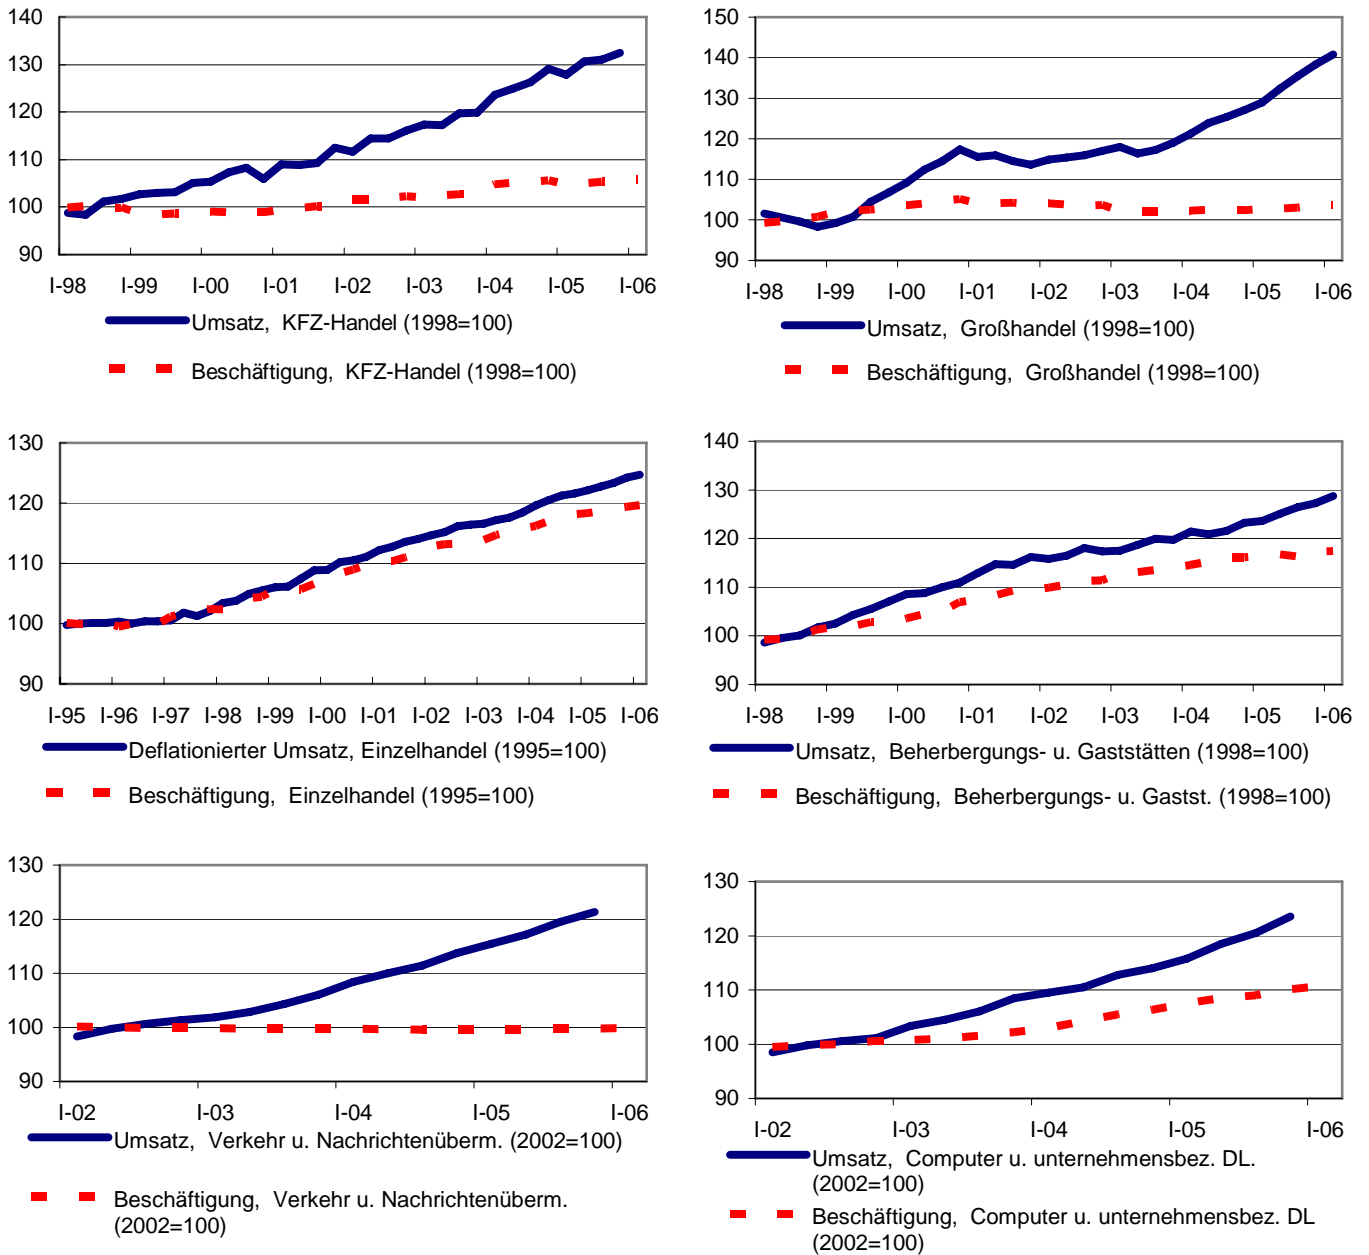 140
130
120
110
100
90
I-98 I-99 I-00 I-01 I-02 I-03 I-04 I-05 I-06
Umsatz, KFZ-Handel (1998=100)
Beschäftigung, KFZ-Handel (1998=100)
150
140
130
120
110
100
90
I-98 I-99 I-00 I-01 I-02 I-03 I-04 I-05 I-06
Umsatz, Großhandel (1998=100)
Beschäftigung, Großhandel (1998=100)
130
120
110
100
90
I-95 I-96 I-97 I-98 I-99 I-00 I-01 I-02 I-03 I-04 I-05 I-06
Deflationierter Umsatz, Einzelhandel (1995=100)
Beschäftigung, Einzelhandel (1995=100)
140
130
120
110
100
90
I-98 I-99 I-00 I-01 I-02 I-03 I-04 I-05 I-06
Umsatz, Beherbergungs- u. Gaststätten (1998=100)
Beschäftigung, Beherbergungs- u. Gastst. (1998=100)
130
120
110
100
90
I-02 I-03 I-04 I-05 I-06
Umsatz, Verkehr u. Nachrichtenüberm. (2002=100)
Beschäftigung, Verkehr u. Nachrichtenüberm.
(2002=100)
130
120
110
100
90
I-02 I-03 I-04 I-05 I-06
Umsatz, Computer u. unternehmensbez. DL.
(2002=100)
Beschäftigung, Computer u. unternehmensbez. DL
(2002=100)